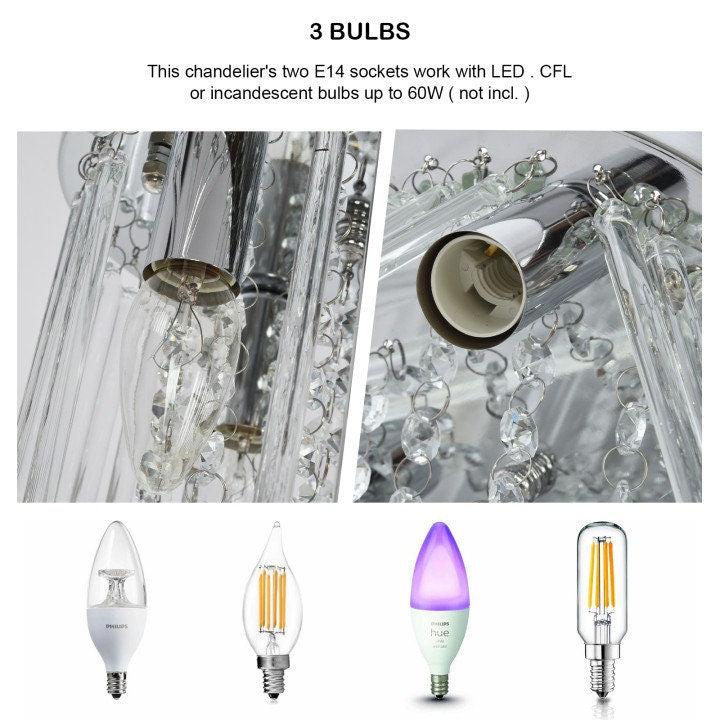 3 BULBS
This chandelier's two E14 sockets work with LED . CFL
or incandescent bulbs up to 60W ( not incl. )
PHILIPS
PHILIPS
hue